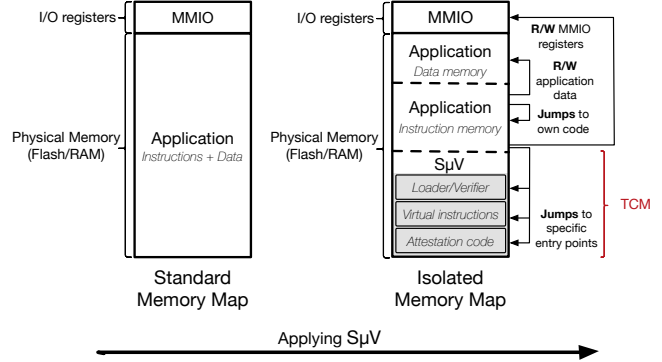 I/O registers
MMIO
Physical Memory
(Flash/RAM)
Application
Instructions + Data
Standard
Memory Map
I/O registers
MMIO
Physical Memory
(Flash/RAM)
Application
Data memory
Application
Instruction memory
SµV
Loader/Verifier
Virtual instructions
Attestation code
Isolated
Memory Map
R/W MMIO
registers
R/W
application
data
Jumps to
own code
Jumps to
specific
entry points
TCM
Applying SµV